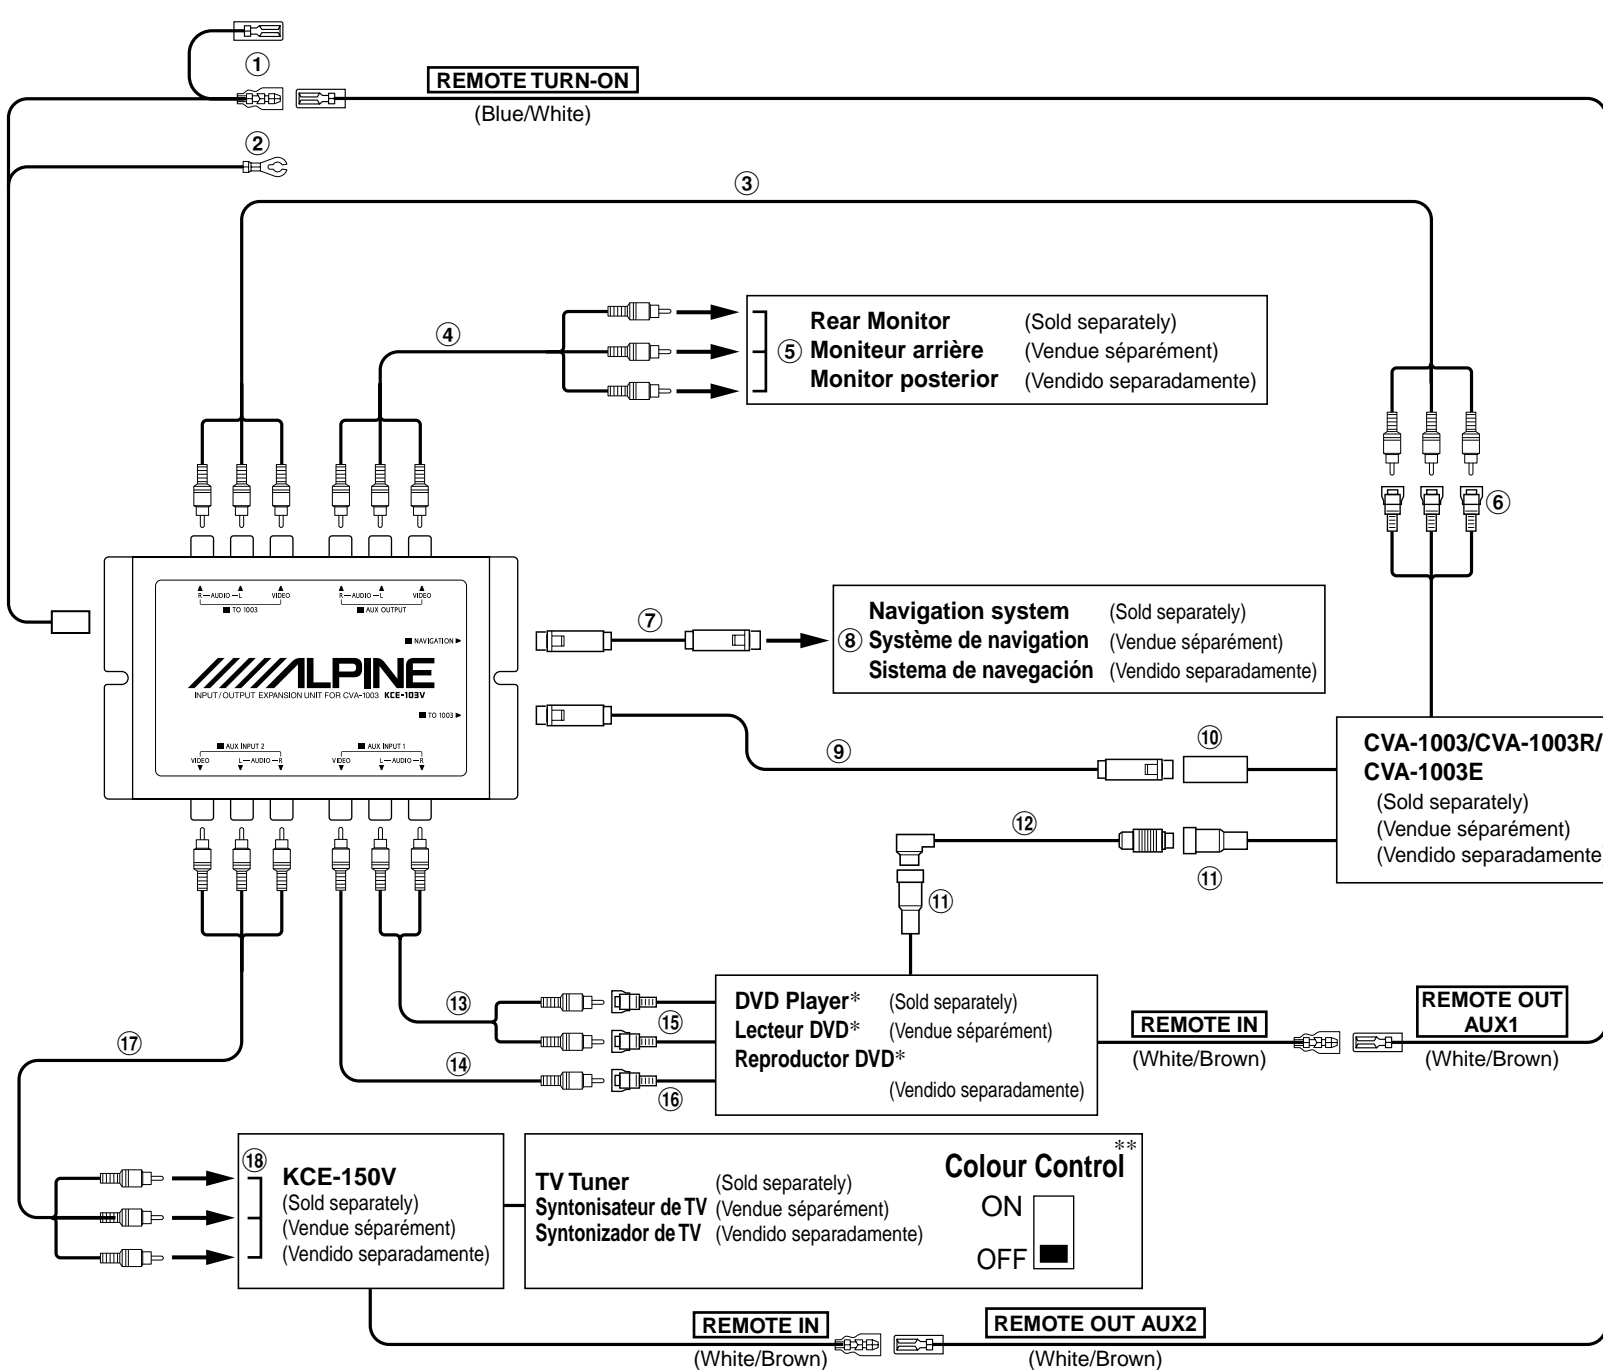 ①
REMOTE TURN-ON
(Blue/White)
②
③
④
⑤
Rear Monitor (Sold separately)
Moniteur arrière (Vendue séparément)
Monitor posterior (Vendido separadamente)
⑥
R—AUDIO—L VIDEO
TO 1003
R—AUDIO—L VIDEO
AUX OUTPUT
NAVIGATION
ALPINE
INPUT/OUTPUT EXPANSION UNIT FOR CVA-1003 KCE-103V
TO 1003
AUX INPUT 2
VIDEO L—AUDIO—R
AUX INPUT 1
VIDEO L—AUDIO—R
⑦
⑧
Navigation system (Sold separately)
Système de navigation (Vendue séparément)
Sistema de navegación (Vendido separadamente)
⑨
⑩
CVA-1003/CVA-1003R/
CVA-1003E
(Sold separately)
(Vendue séparément)
(Vendido separadamente
⑫
⑪
⑪
⑬
⑮
⑭
⑯
DVD Player* (Sold separately)
Lecteur DVD* (Vendue séparément)
Reproductor DVD*
(Vendido separadamente)
REMOTE IN
(White/Brown)
REMOTE OUT
AUX1
(White/Brown)
⑰
⑱
KCE-150V
(Sold separately)
(Vendue séparément)
(Vendido separadamente)
TV Tuner (Sold separately)
Syntonisateur de TV (Vendue séparément)
Syntonizador de TV (Vendido separadamente)
Colour Control**
ON
OFF
REMOTE IN
(White/Brown)
REMOTE OUT AUX2
(White/Brown)